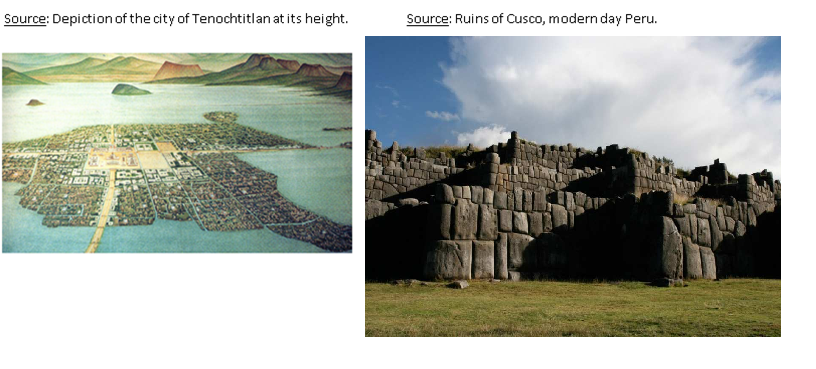 Source: Depiction of the city of Tenochtitlan at its height.
Source: Ruins of Cusco, modern day Peru.